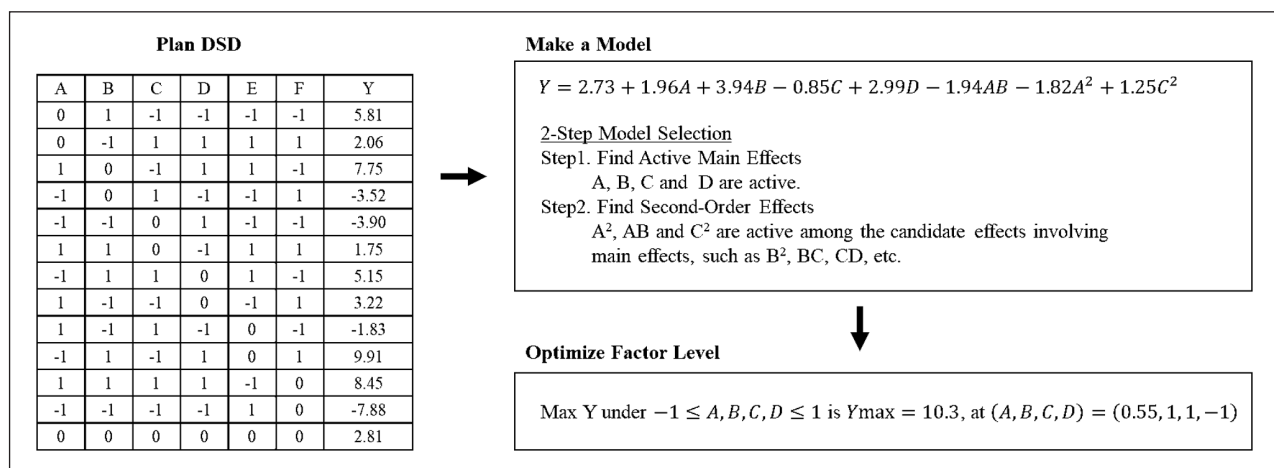 Plan DSD
A B C D E F Y
0 1 -1 -1 -1 -1 5.81
0 -1 1 1 1 1 2.06
1 0 -1 1 1 -1 7.75
-1 0 1 -1 -1 1 -3.52
-1 -1 0 1 -1 -1 -3.90
1 1 0 -1 1 1 1.75
-1 1 1 0 1 -1 5.15
1 -1 -1 0 -1 1 3.22
1 -1 1 -1 0 -1 -1.83
-1 1 -1 1 0 1 9.91
1 1 1 1 -1 0 8.45
-1 -1 -1 -1 1 0 -7.88
0 0 0 0 0 0 2.81
Make a Model
Y = 2.73 + 1.96A + 3.94B − 0.85C + 2.99D − 1.94AB − 1.82A² + 1.25C²
2-Step Model Selection
Step1. Find Active Main Effects
A, B, C and D are active.
Step2. Find Second-Order Effects
A², AB and C² are active among the candidate effects involving
main effects, such as B², BC, CD, etc.
Optimize Factor Level
Max Y under −1 ≤ A, B, C, D ≤ 1 is Ymax = 10.3, at (A, B, C, D) = (0.55, 1, 1, −1)